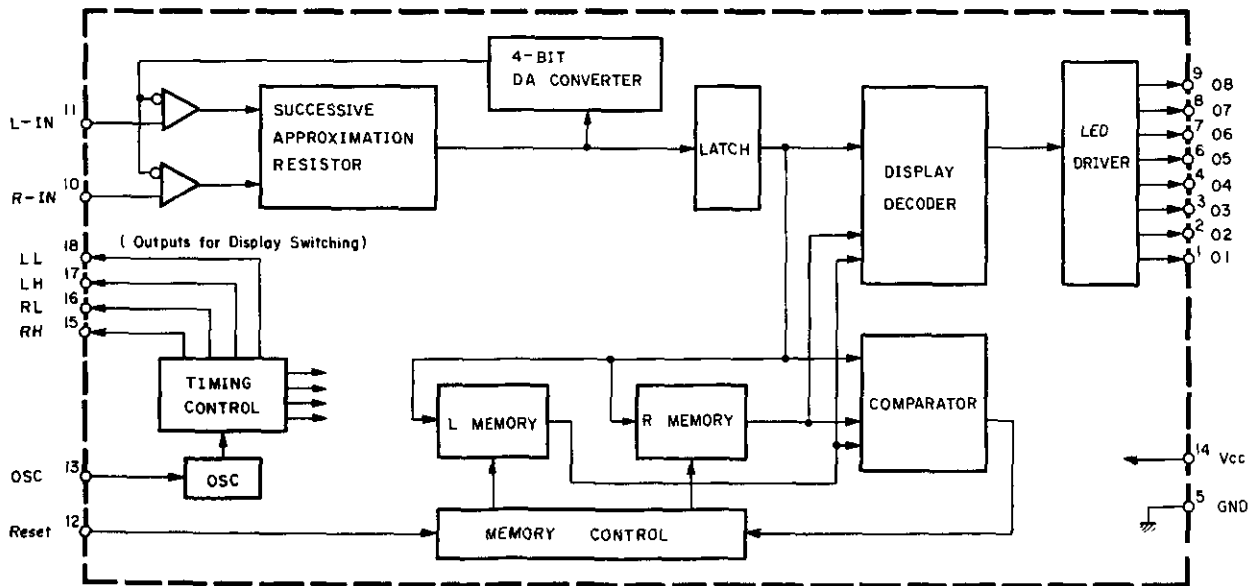 4-BIT
DA CONVERTER
SUCCESSIVE
APPROXIMATION
RESISTOR
LATCH
DISPLAY
DECODER
LED
DRIVER
9 O8
8 O7
7 O6
6 O5
4 O4
3 O3
2 O2
1 O1
L-IN 11
R-IN 10
( Outputs for Display Switching)
LL 18
LH 17
RL 16
RH 15
TIMING
CONTROL
L MEMORY
R MEMORY
COMPARATOR
OSC 13
OSC
14 Vcc
5 GND
Reset 12
MEMORY CONTROL